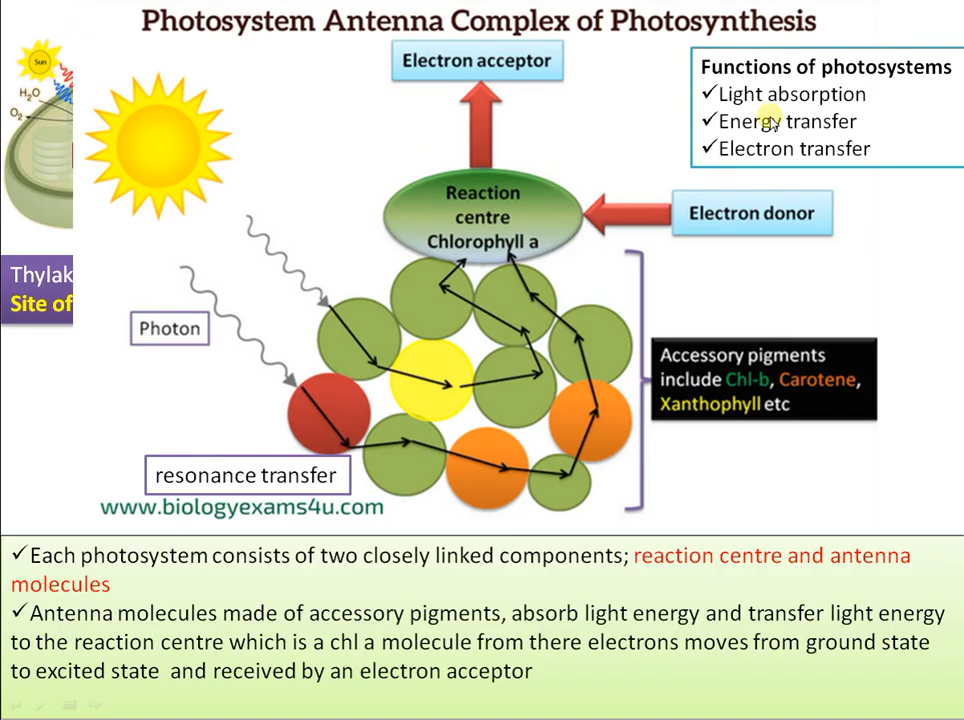 Photosystem Antenna Complex of Photosynthesis
Sun
H₂O
O₂
Electron acceptor
Functions of photosystems
✓Light absorption
✓Energy transfer
✓Electron transfer
Reaction
centre
Chlorophyll a
Electron donor
Thylak
Site of
Photon
Accessory pigments
include Chl-b, Carotene,
Xanthophyll etc
resonance transfer
www.biologyexams4u.com
✓Each photosystem consists of two closely linked components; reaction centre and antenna
molecules
✓Antenna molecules made of accessory pigments, absorb light energy and transfer light energy
to the reaction centre which is a chl a molecule from there electrons moves from ground state
to excited state and received by an electron acceptor